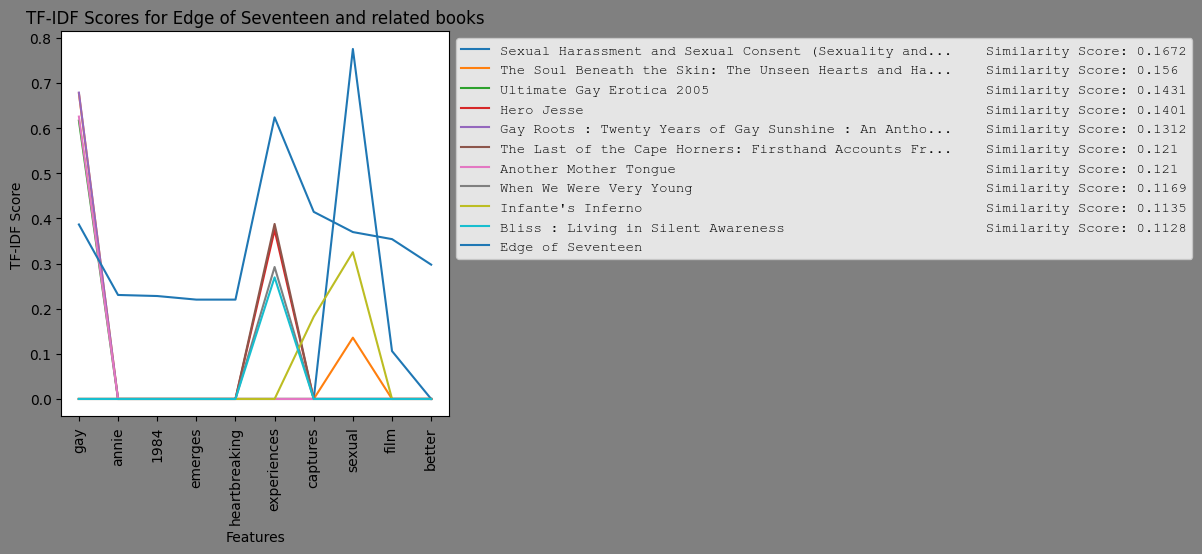 TF-IDF Scores for Edge of Seventeen and related books
0.8
0.7
0.6
0.5
0.4
0.3
0.2
0.1
0.0
TF-IDF Score
gay
annie
1984
emerges
heartbreaking
experiences
captures
sexual
film
better
Features
Sexual Harassment and Sexual Consent (Sexuality and... Similarity Score: 0.1672
The Soul Beneath the Skin: The Unseen Hearts and Ha... Similarity Score: 0.156
Ultimate Gay Erotica 2005 Similarity Score: 0.1431
Hero Jesse Similarity Score: 0.1401
Gay Roots : Twenty Years of Gay Sunshine : An Antho... Similarity Score: 0.1312
The Last of the Cape Horners: Firsthand Accounts Fr... Similarity Score: 0.121
Another Mother Tongue Similarity Score: 0.121
When We Were Very Young Similarity Score: 0.1169
Infante's Inferno Similarity Score: 0.1135
Bliss : Living in Silent Awareness Similarity Score: 0.1128
Edge of Seventeen